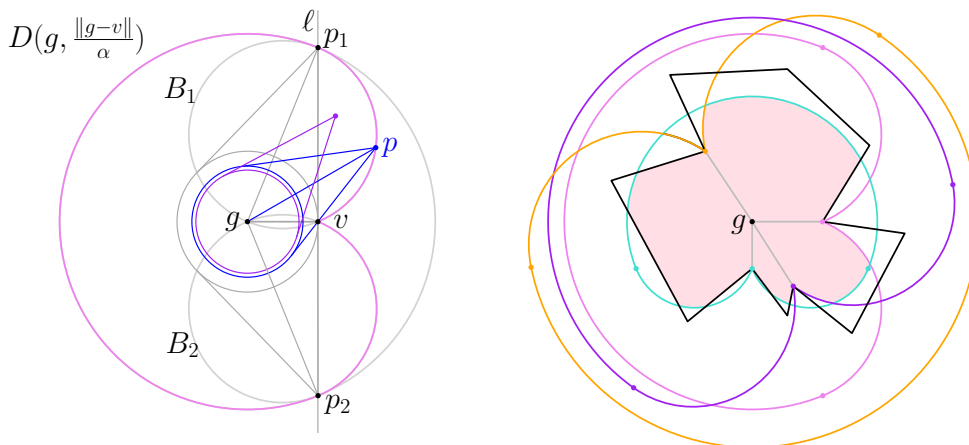 D(g, ‖g−v‖/α)
ℓ
p₁
B₁
p
g
v
B₂
p₂
g